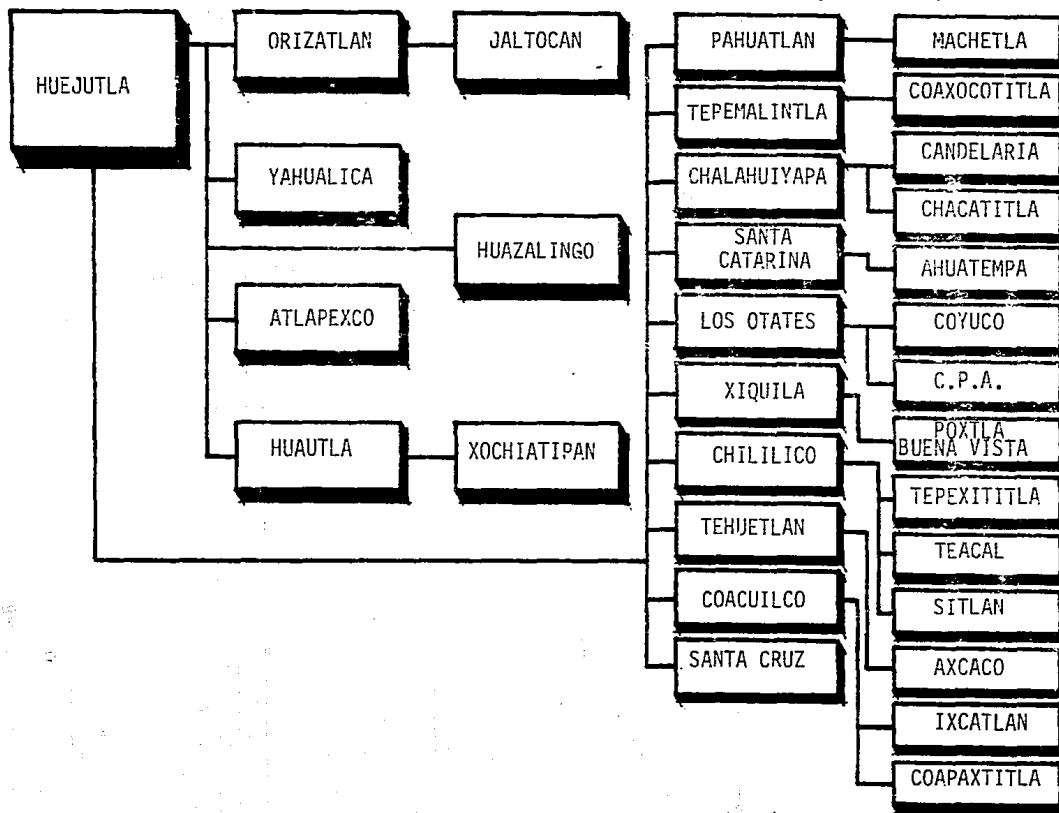 HUEJUTLA
ORIZATLAN
JALTOCAN
YAHUALICA
HUAZALINGO
ATLAPEXCO
HUAUTLA
XOCHIATIPAN
PAHUATLAN
TEPEMALINTLA
CHALAHUIYAPA
SANTA
CATARINA
LOS OTATES
XIQUILA
CHILILICO
TEHUETLAN
COACUILCO
SANTA CRUZ
MACHETLA
COAXOCOTITLA
CANDELARIA
CHACATITLA
AHUATEMPA
COYUCO
C.P.A.
POXTLA
BUENA VISTA
TEPEXITITLA
TEACAL
SITLAN
AXCACO
IXCATLAN
COAPAXTITLA